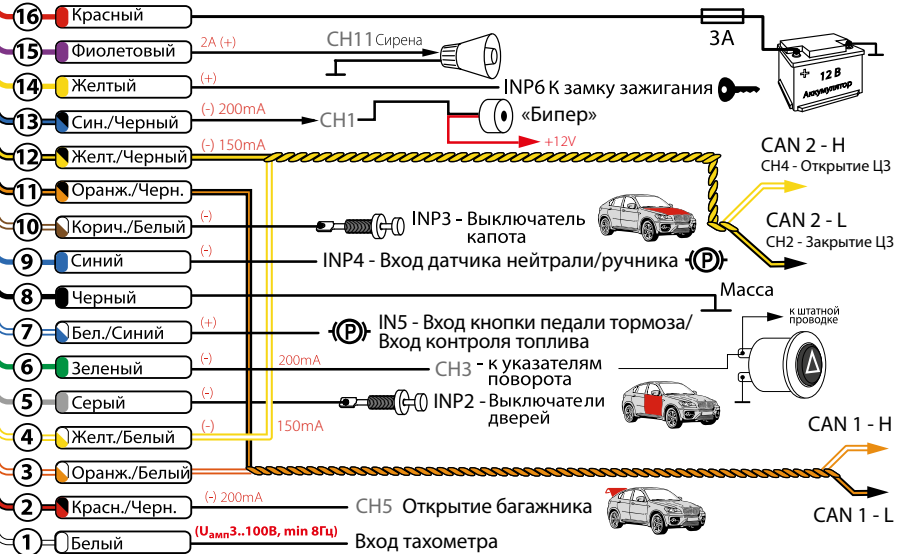 16 Красный
3А
+ 12 В -
Аккумулятор
15 Фиолетовый 2A (+) CH11 Сирена
14 Желтый (+) INP6 К замку зажигания
13 Син./Черный (-) 200mA CH1 «Бипер»
+12V
12 Желт./Черный (-) 150mA
CAN 2 - H
CH4 - Открытие ЦЗ
11 Оранж./Черн.
10 Корич./Белый (-) INP3 - Выключатель
капота
CAN 2 - L
CH2 - Закрытие ЦЗ
9 Синий (-) INP4 - Вход датчика нейтрали/ручника (P)
8 Черный Масса
7 Бел./Синий (+) (P) IN5 - Вход кнопки педали тормоза/
Вход контроля топлива
к штатной
проводке
6 Зеленый (-) 200mA CH3 - к указателям
поворота
5 Серый (-) INP2 - Выключатели
дверей
4 Желт./Белый (-) 150mA
CAN 1 - H
3 Оранж./Белый
2 Красн./Черн. (-) 200mA CH5 Открытие багажника
CAN 1 - L
1 Белый (Uамп3..100В, min 8Гц) Вход тахометра